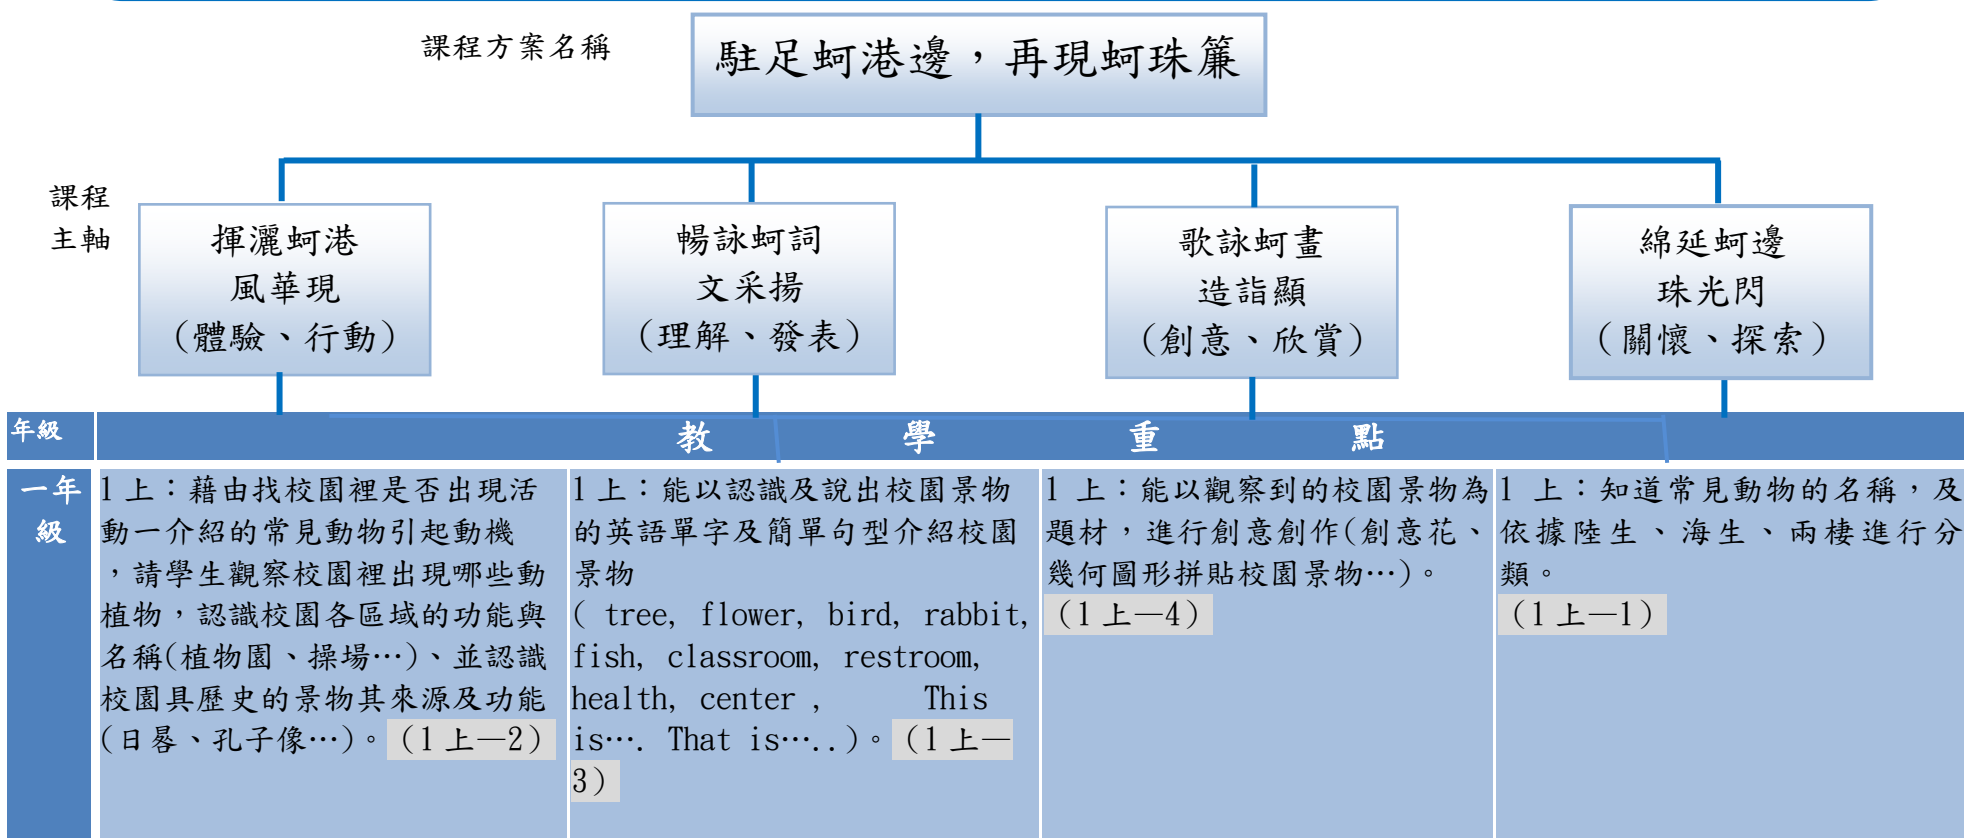 課程方案名稱
駐足蚵港邊，再現蚵珠簾
課程
主軸
揮灑蚵港
風華現
（體驗、行動）
暢詠蚵詞
文采揚
（理解、發表）
歌詠蚵畫
造詣顯
（創意、欣賞）
綿延蚵邊
珠光閃
（關懷、探索）
年級
教 學 重 點
一年
級
1 上：藉由找校園裡是否出現活
動一介紹的常見動物引起動機
，請學生觀察校園裡出現哪些動
植物，認識校園各區域的功能與
名稱(植物園、操場…)、並認識
校園具歷史的景物其來源及功能
(日晷、孔子像…)。（1 上—2）
1 上：能以認識及說出校園景物
的英語單字及簡單句型介紹校園
景物
( tree, flower, bird, rabbit,
fish, classroom, restroom,
health, center , This
is…. That is…..)。（1 上—
3）
1 上：能以觀察到的校園景物為
題材，進行創意創作(創意花、
幾何圖形拼貼校園景物…)。
（1 上—4）
1 上：知道常見動物的名稱，及
依據陸生、海生、兩棲進行分
類。
（1 上—1）